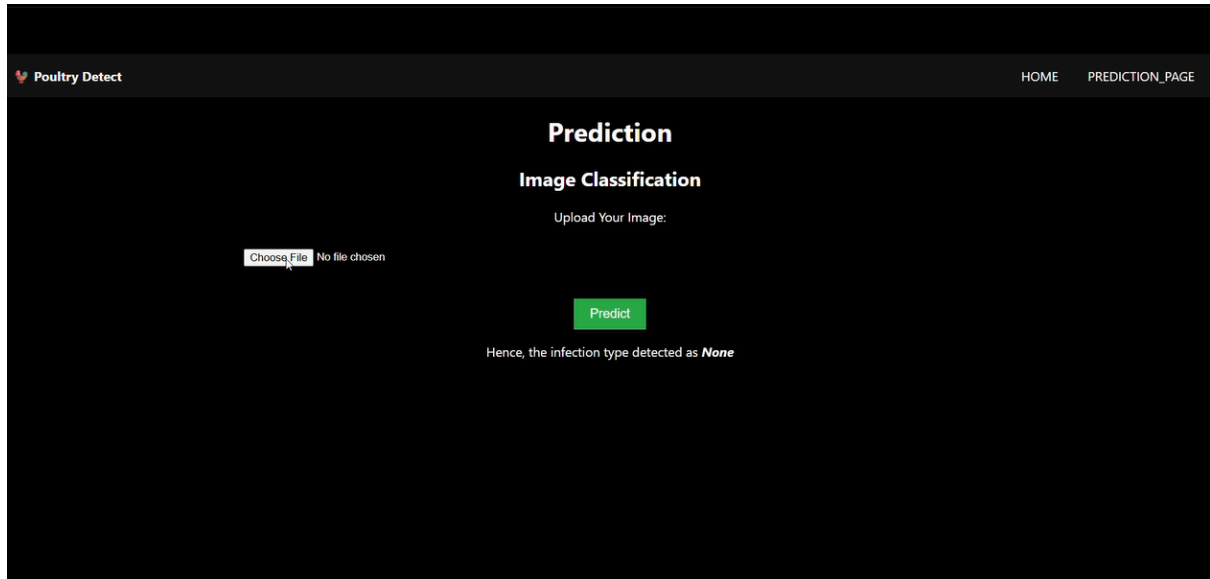 Poultry Detect
HOME PREDICTION_PAGE
Prediction
Image Classification
Upload Your Image:
Choose File No file chosen
Predict
Hence, the infection type detected as None